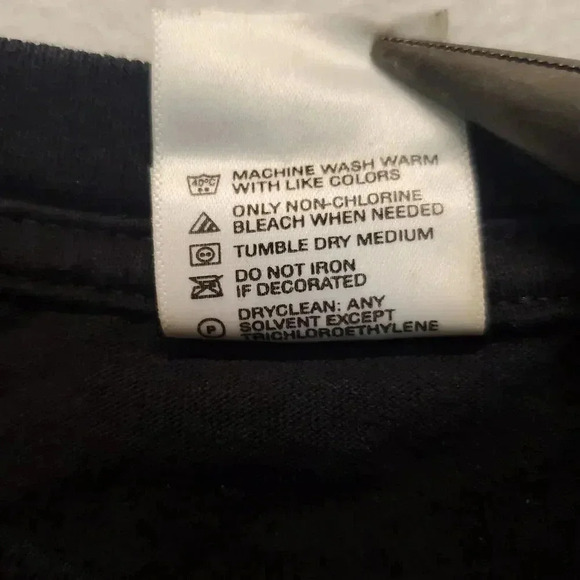 40°C MACHINE WASH WARM
WITH LIKE COLORS
ONLY NON-CHLORINE
BLEACH WHEN NEEDED
TUMBLE DRY MEDIUM
DO NOT IRON
IF DECORATED
DRYCLEAN: ANY
P SOLVENT EXCEPT
TRICHLOROETHYLENE